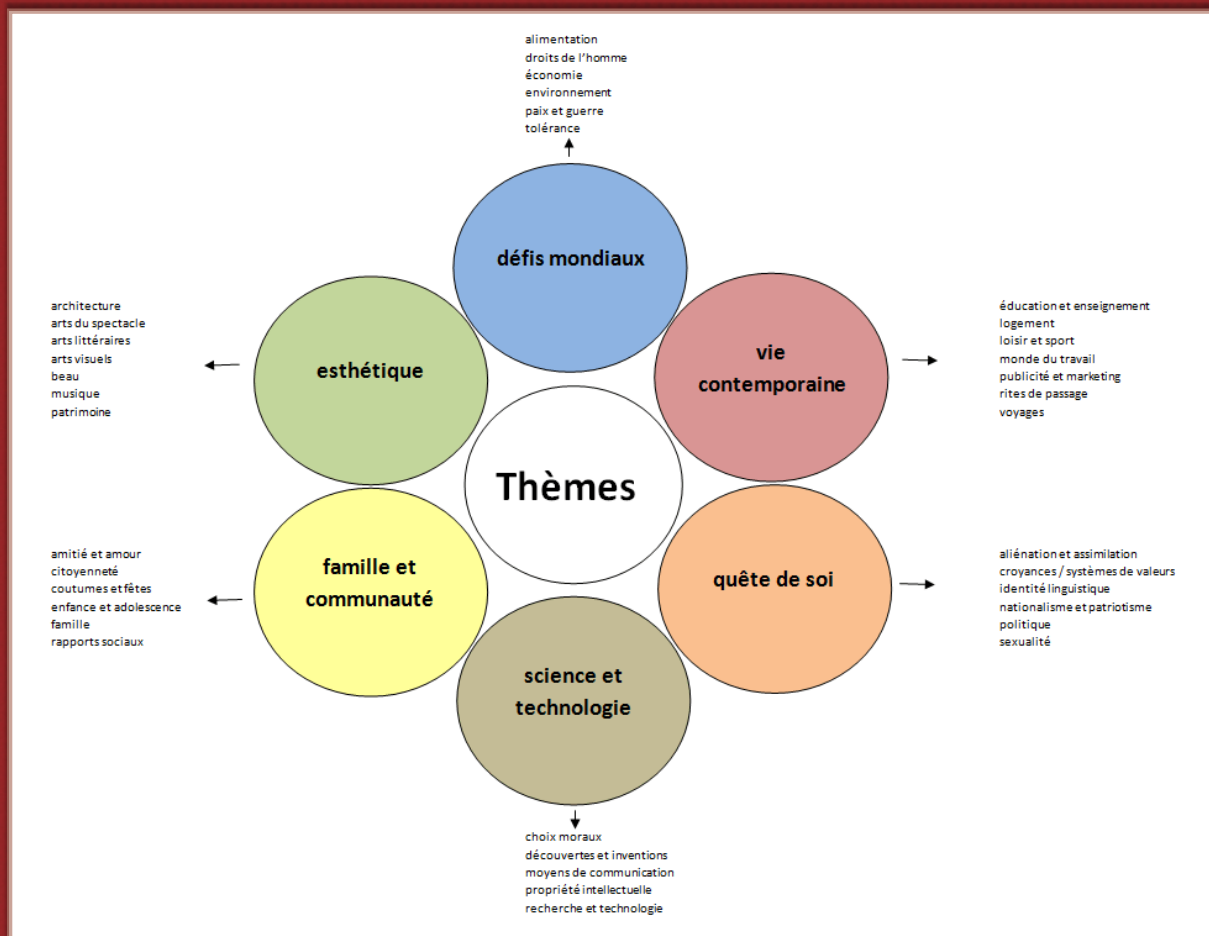 alimentation
droits de l'homme
économie
environnement
paix et guerre
tolérance
défis mondiaux
architecture
arts du spectacle
arts littéraires
arts visuels
beau
musique
patrimoine
esthétique
vie
contemporaine
éducation et enseignement
logement
loisir et sport
monde du travail
publicité et marketing
rites de passage
voyages
Thèmes
amitié et amour
citoyenneté
coutumes et fêtes
enfance et adolescence
famille
rapports sociaux
famille et
communauté
quête de soi
aliénation et assimilation
croyances / systèmes de valeurs
identité linguistique
nationalisme et patriotisme
politique
sexualité
science et
technologie
choix moraux
découvertes et inventions
moyens de communication
propriété intellectuelle
recherche et technologie